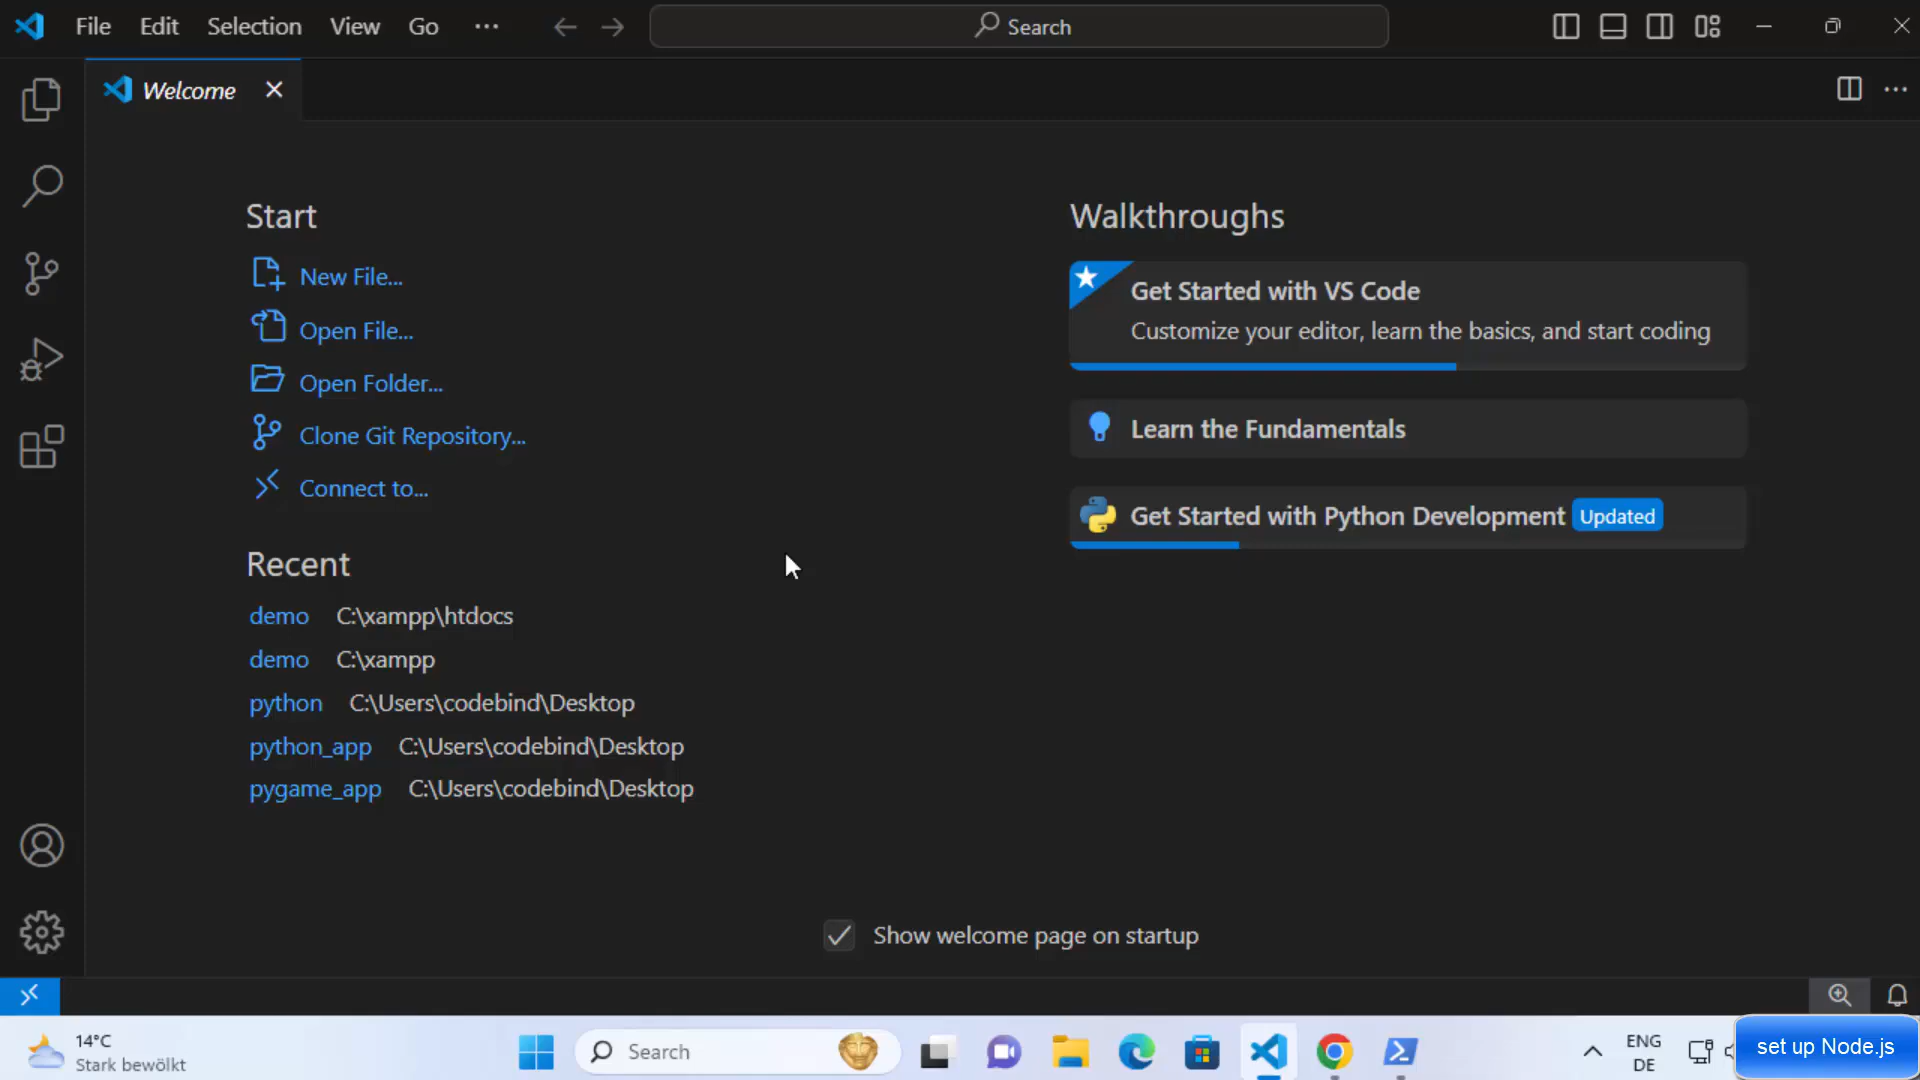 File Edit Selection View Go ··· Search
Welcome
Start
New File...
Open File...
Open Folder...
Clone Git Repository...
Connect to...
Recent
demo C:\xampp\htdocs
demo C:\xampp
python C:\Users\codebind\Desktop
python_app C:\Users\codebind\Desktop
pygame_app C:\Users\codebind\Desktop
Walkthroughs
Get Started with VS Code
Customize your editor, learn the basics, and start coding
Learn the Fundamentals
Get Started with Python Development Updated
Show welcome page on startup
14°C
Stark bewölkt
Search
ENG
DE
set up Node.js